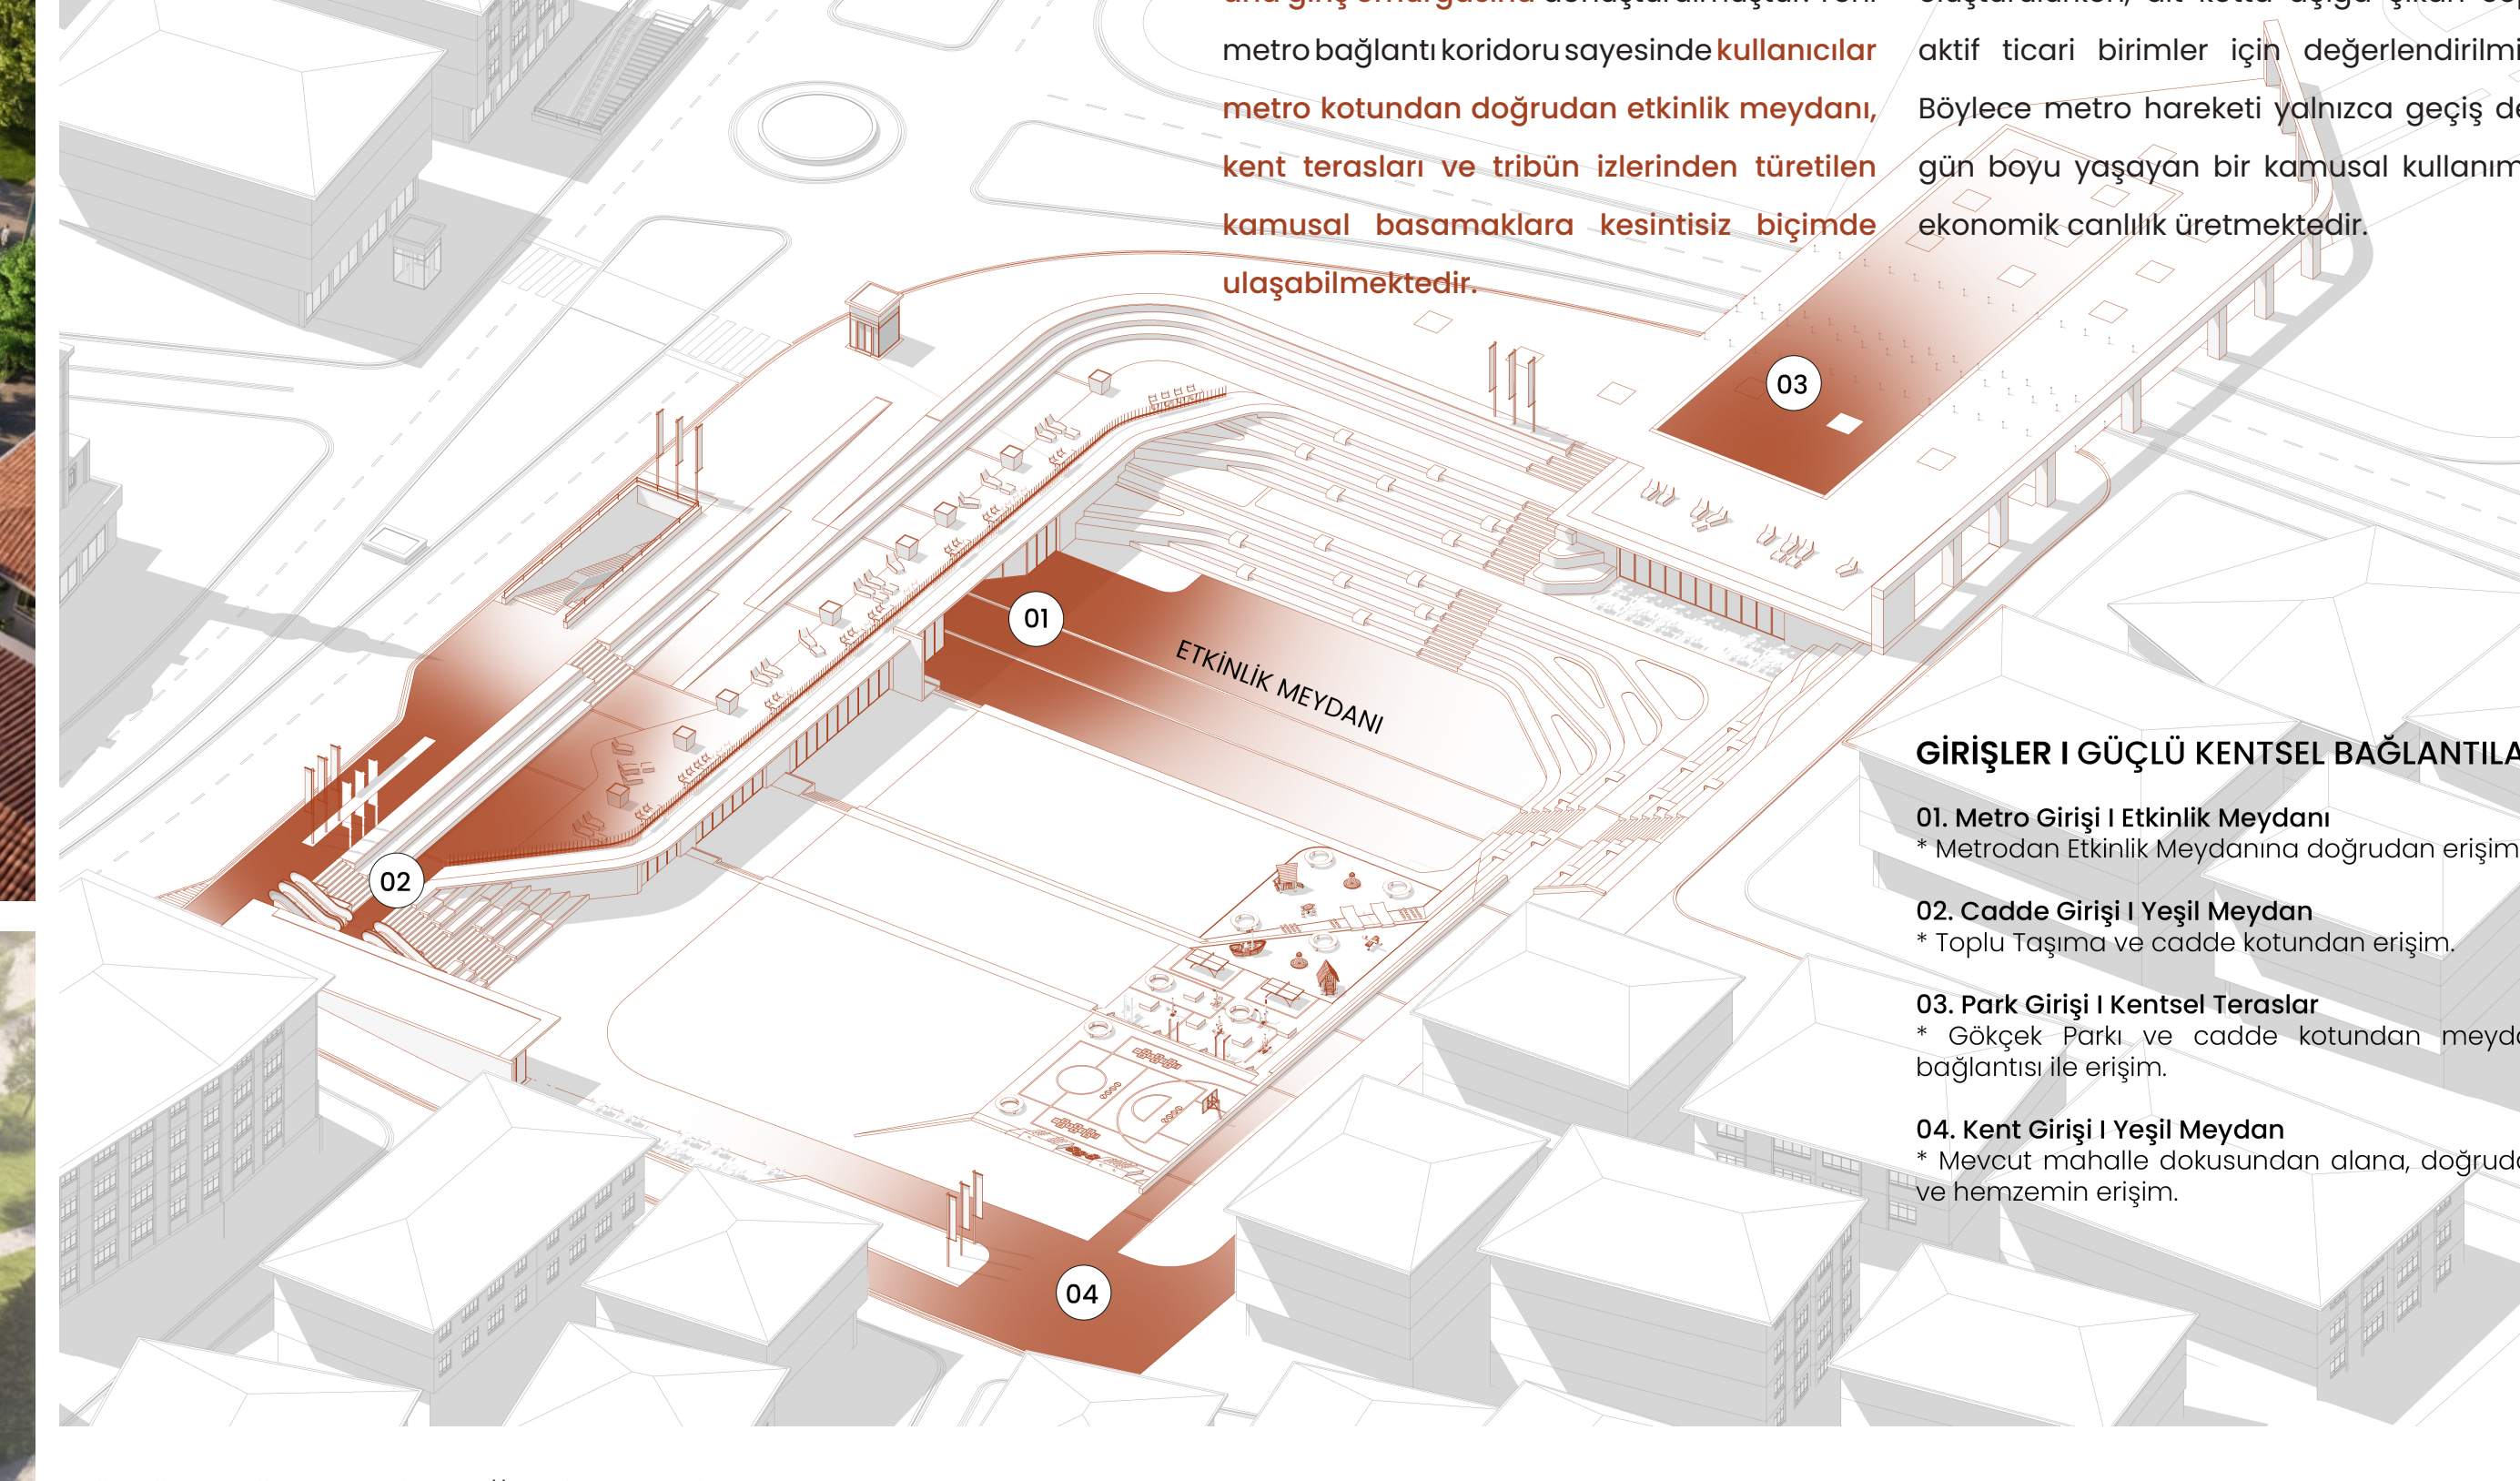 metro bağlantı koridoru sayesinde kullanıcılar
metro kotundan doğrudan etkinlik meydanı,
kent terasları ve tribün izlerinden türetilen
kamusal basamaklara kesintisiz biçimde
ulaşabilmektedir.
aktif ticari birimler için
Böylece metro hareketi yalnızca geçiş
gün boyu yaşayan bir kamusal
ekonomik canlılık üretmektedir.
03
01
ETKİNLİK MEYDANI
02
04
GİRİŞLER I GÜÇLÜ KENTSEL
01. Metro Girişi I Etkinlik Meydanı
* Metrodan Etkinlik Meydanına doğrudan erişim
02. Cadde Girişi I Yeşil Meydan
* Toplu Taşıma ve cadde kotundan erişim.
03. Park Girişi I Kentsel Teraslar
* Gökçek Parkı ve cadde kotundan
bağlantısı ile erişim.
04. Kent Girişi I Yeşil Meydan
* Mevcut mahalle dokusundan alana,
ve hemzemin erişim.